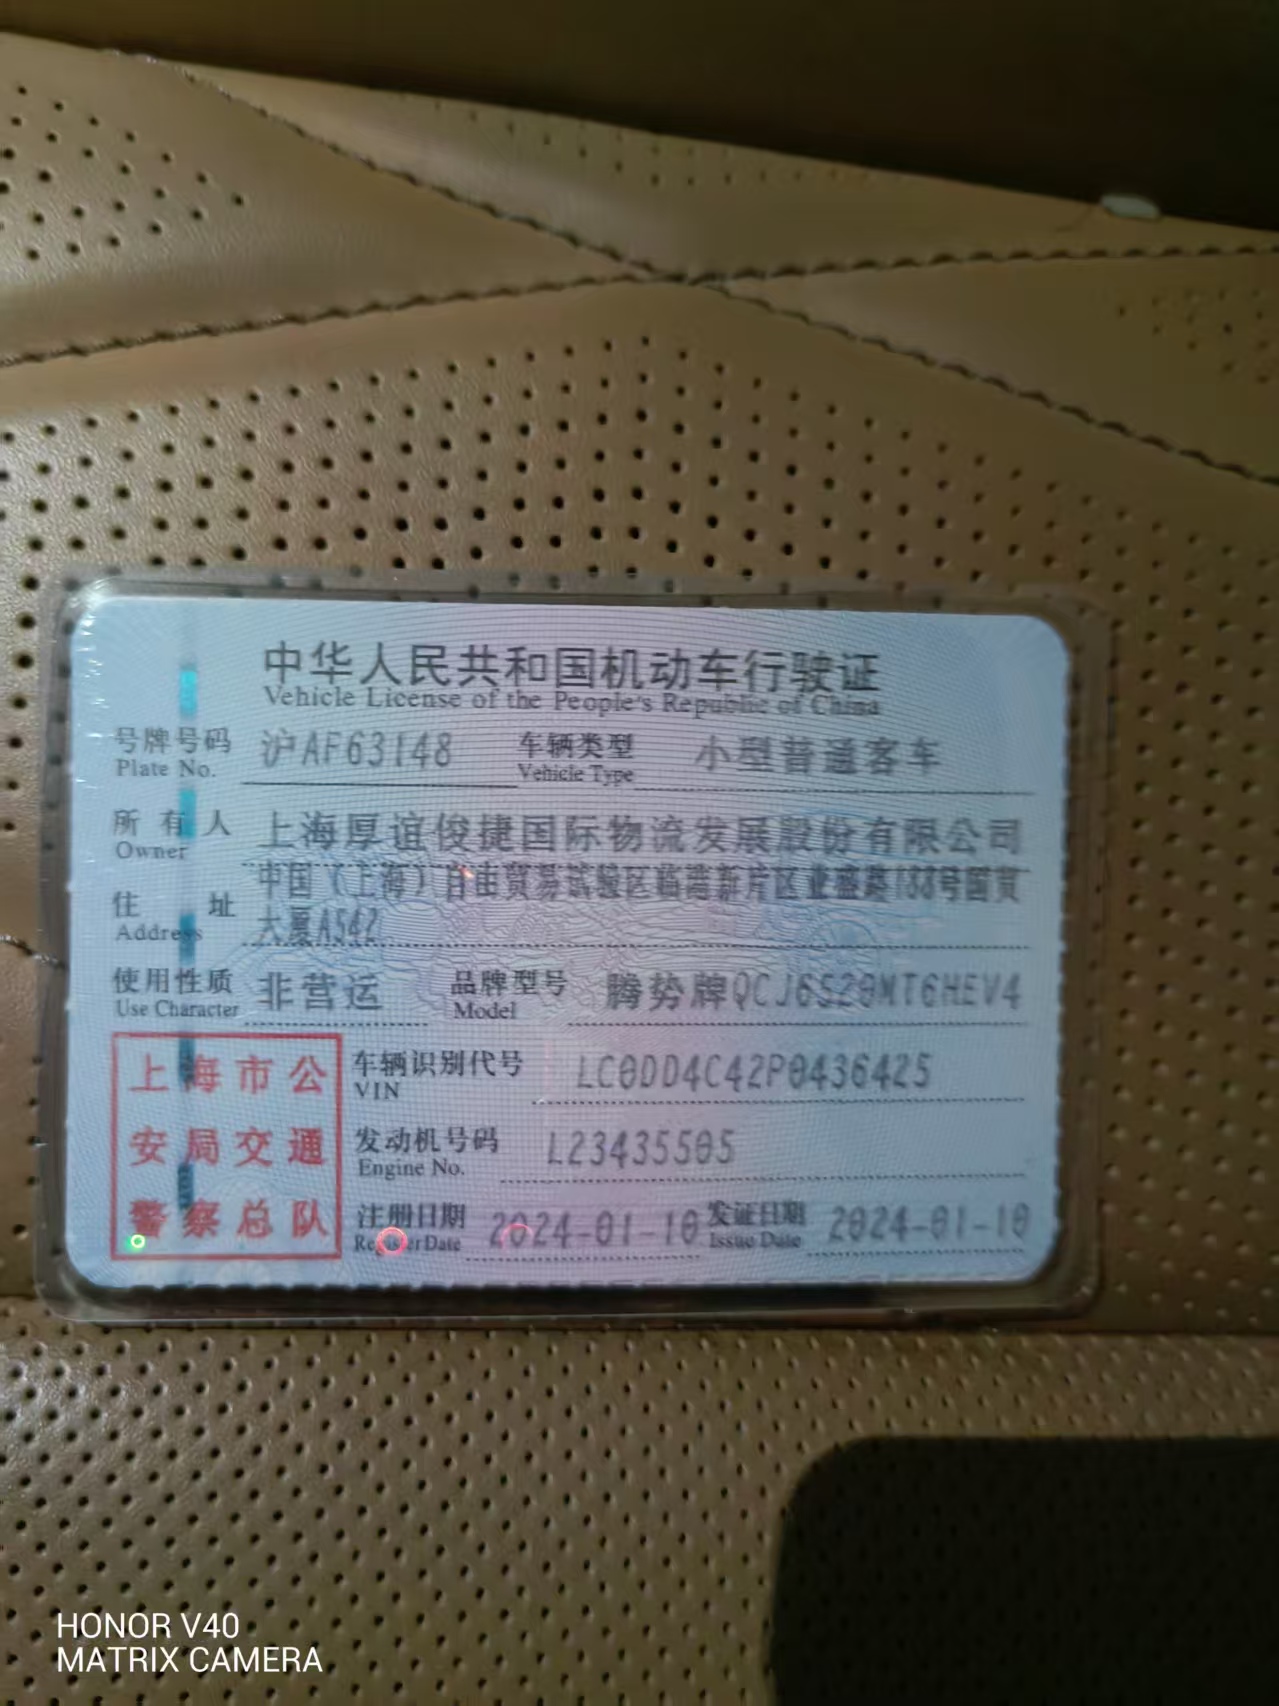 中华人民共和国机动车行驶证
Vehicle License of the People's Republic of China
号牌号码 沪AF63148 车辆类型 小型普通客车
Plate No. Vehicle Type
所有人 上海厚谊俊捷国际物流发展股份有限公司
Owner
中国（上海）自由贸易试验区临港新片区业盛路188号国贸
住址 大厦A542
Address
使用性质 非营运 品牌型号 腾势牌QCJ6520MT6HEV4
Use Character Model
上海市公
安局交通
警察总队
车辆识别代号 LC0DD4C42P0436425
VIN
发动机号码 L23435505
Engine No.
注册日期 2024-01-10 发证日期 2024-01-10
Register Date Issue Date
HONOR V40
MATRIX CAMERA